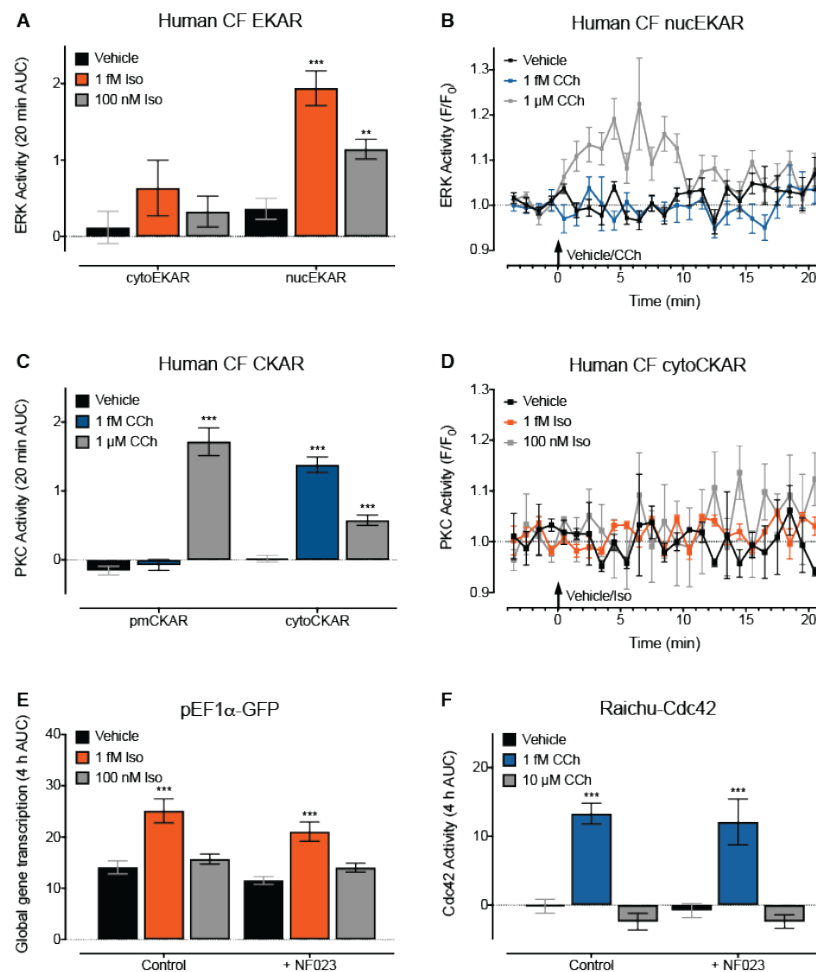 A
Human CF EKAR
Vehicle
1 fM Iso
100 nM Iso
ERK Activity (20 min AUC)
2
1
0
***
**
cytoEKAR
nucEKAR
B
Human CF nucEKAR
Vehicle
1 fM CCh
1 µM CCh
ERK Activity (F/F0)
1.3
1.2
1.1
1.0
0.9
Vehicle/CCh
0
5
10
15
20
Time (min)
C
Human CF CKAR
Vehicle
1 fM CCh
1 µM CCh
PKC Activity (20 min AUC)
2
1
0
***
***
***
pmCKAR
cytoCKAR
D
Human CF cytoCKAR
Vehicle
1 fM Iso
100 nM Iso
PKC Activity (F/F0)
1.3
1.2
1.1
1.0
0.9
Vehicle/Iso
0
5
10
15
20
Time (min)
E
pEF1α-GFP
Vehicle
1 fM Iso
100 nM Iso
Global gene transcription (4 h AUC)
40
30
20
10
0
***
***
Control
+ NF023
F
Raichu-Cdc42
Vehicle
1 fM CCh
10 µM CCh
Cdc42 Activity (4 h AUC)
20
10
0
***
***
Control
+ NF023